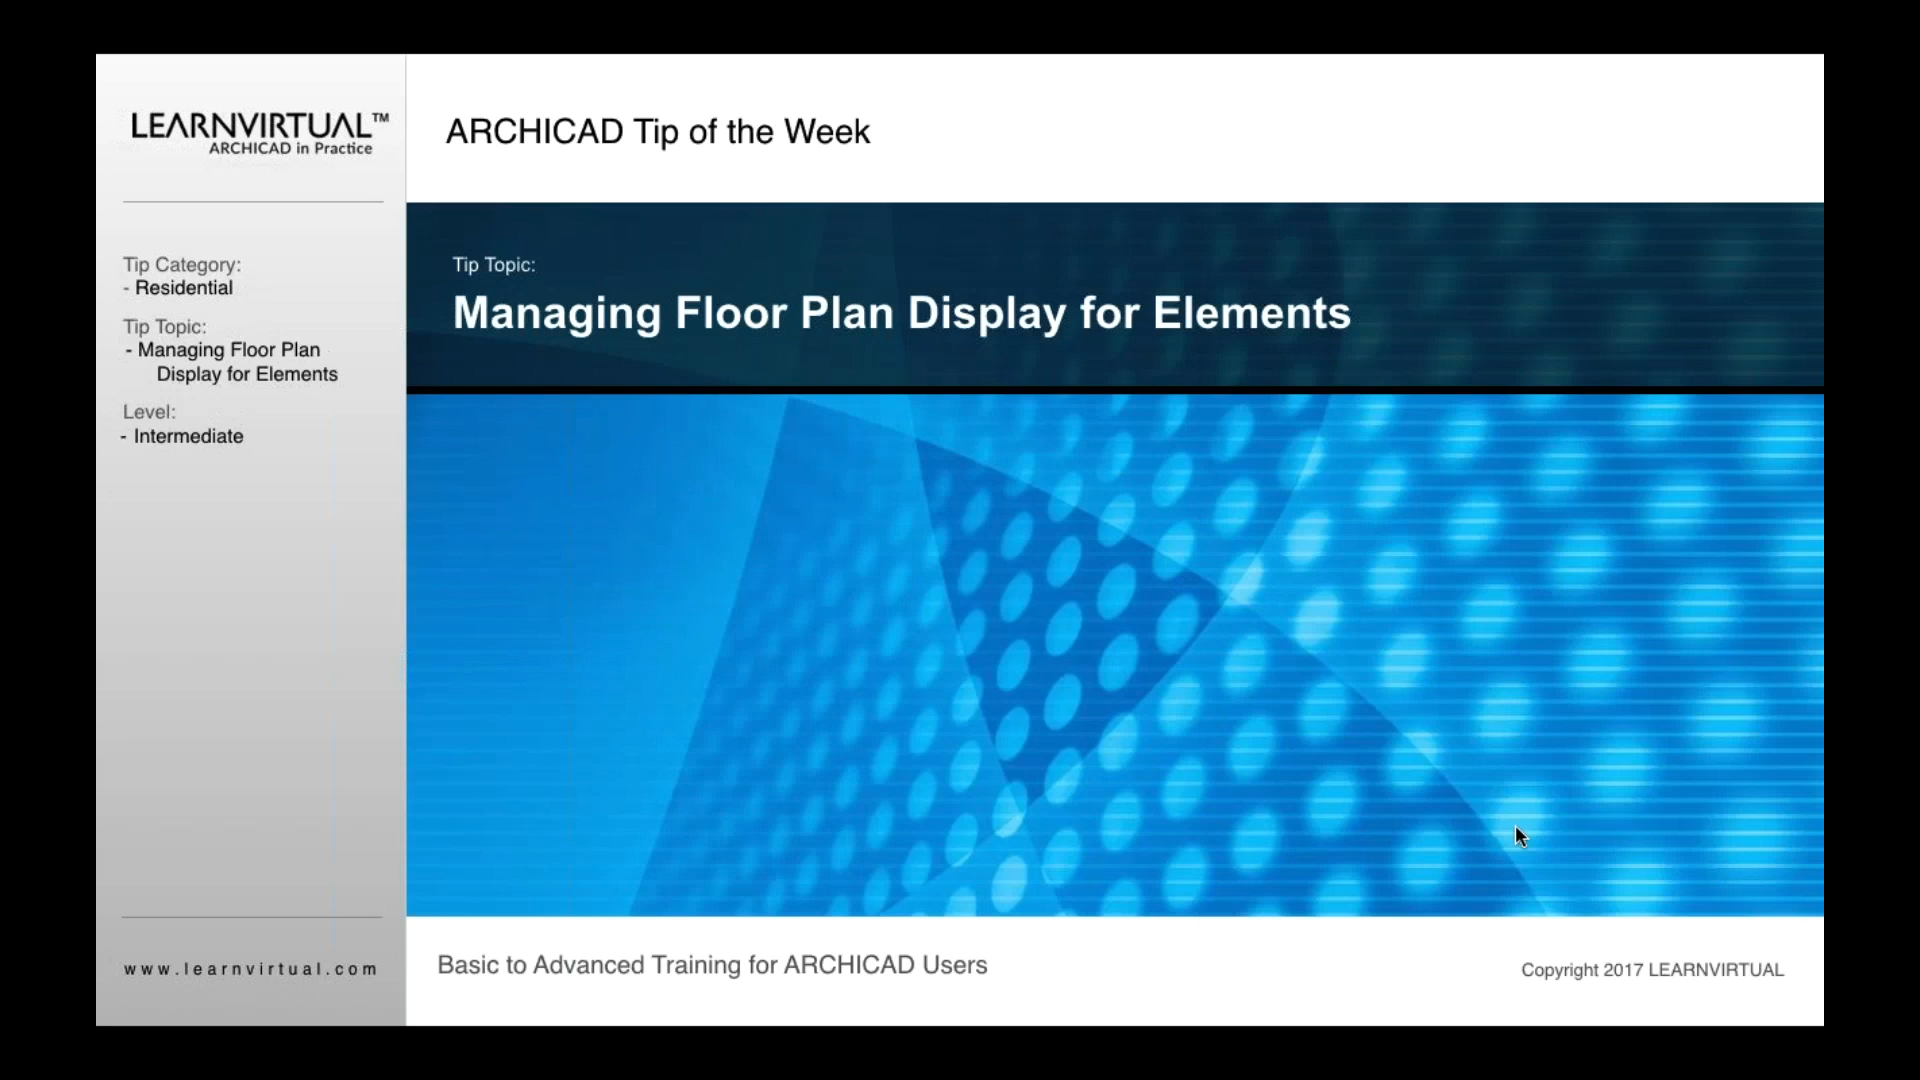 LEARNVIRTUAL™
ARCHICAD in Practice
Tip Category:
- Residential
Tip Topic:
- Managing Floor Plan
Display for Elements
Level:
- Intermediate
www.learnvirtual.com
ARCHICAD Tip of the Week
Tip Topic:
Managing Floor Plan Display for Elements
Basic to Advanced Training for ARCHICAD Users
Copyright 2017 LEARNVIRTUAL